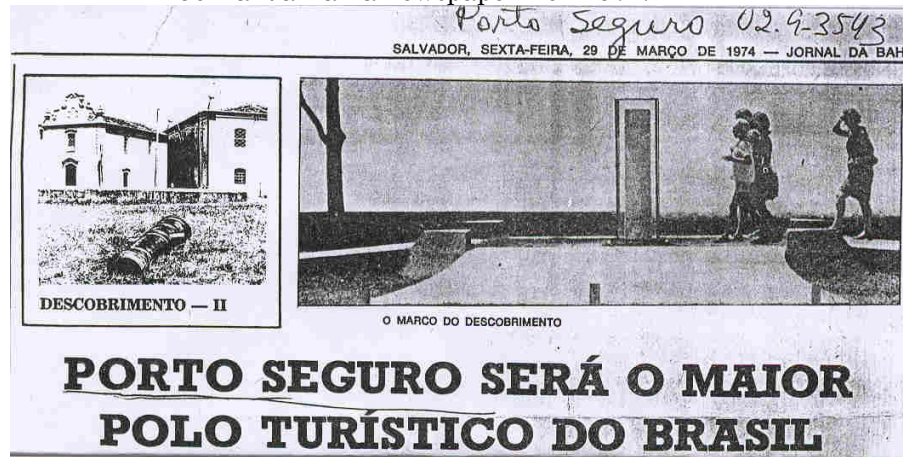 Porto Seguro 02.9-3543
SALVADOR, SEXTA-FEIRA, 29 DE MARÇO DE 1974 — JORNAL DA BAH
DESCOBRIMENTO — II
O MARCO DO DESCOBRIMENTO
PORTO SEGURO SERÁ O MAIOR
POLO TURÍSTICO DO BRASIL